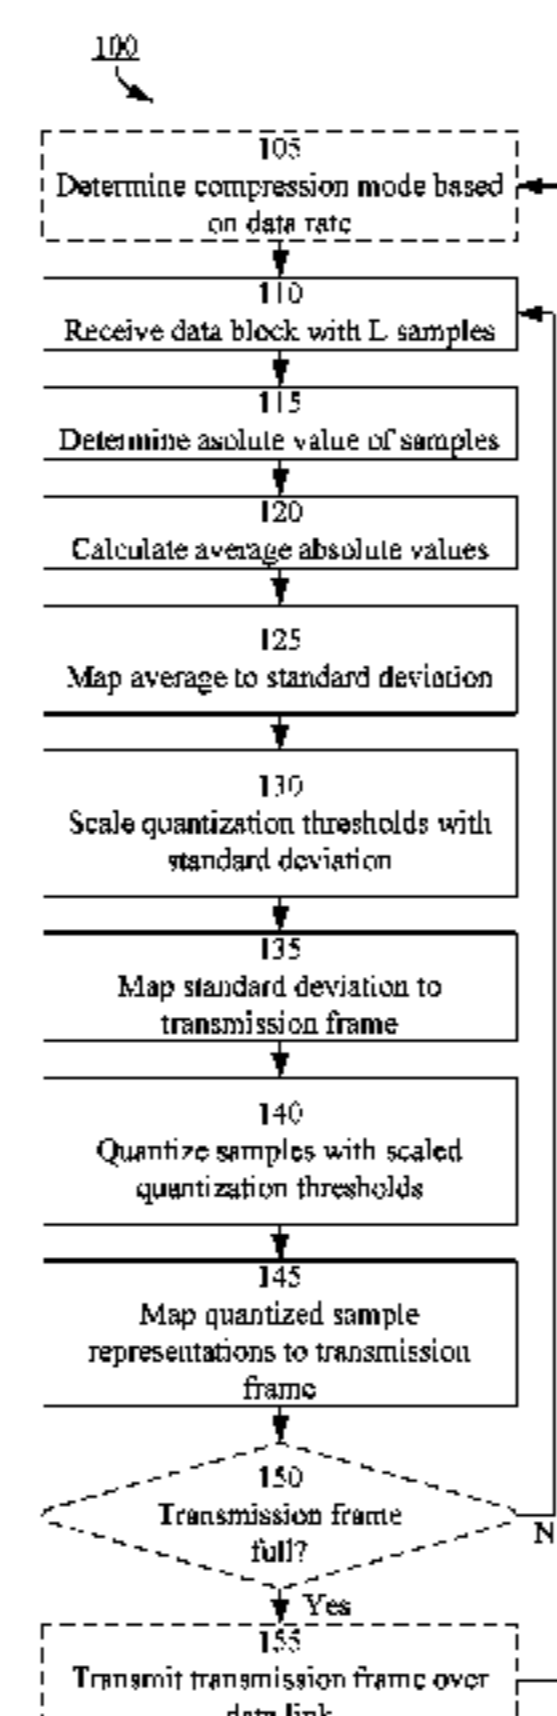 100
105
Determine compression mode based
on data rate
110
Receive data block with L samples
115
Determine asolute value of samples
120
Calculate average absolute values
125
Map average to standard deviation
130
Scale quantization thresholds with
standard deviation
135
Map standard deviation to
transmission frame
140
Quantize samples with scaled
quantization thresholds
145
Map quantized sample
representations to transmission
frame
150
Transmission frame
full?
N
Yes
155
Transmit transmission frame over
data link